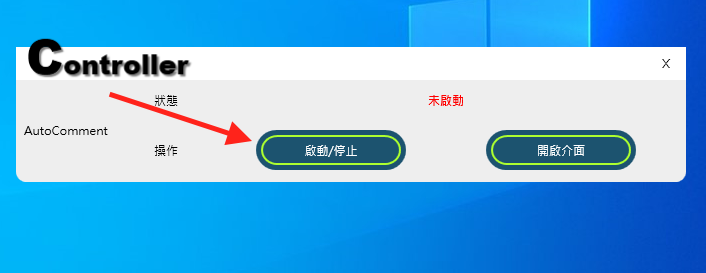 Controller
X
狀態
未啟動
AutoComment
操作
啟動/停止
開啟介面